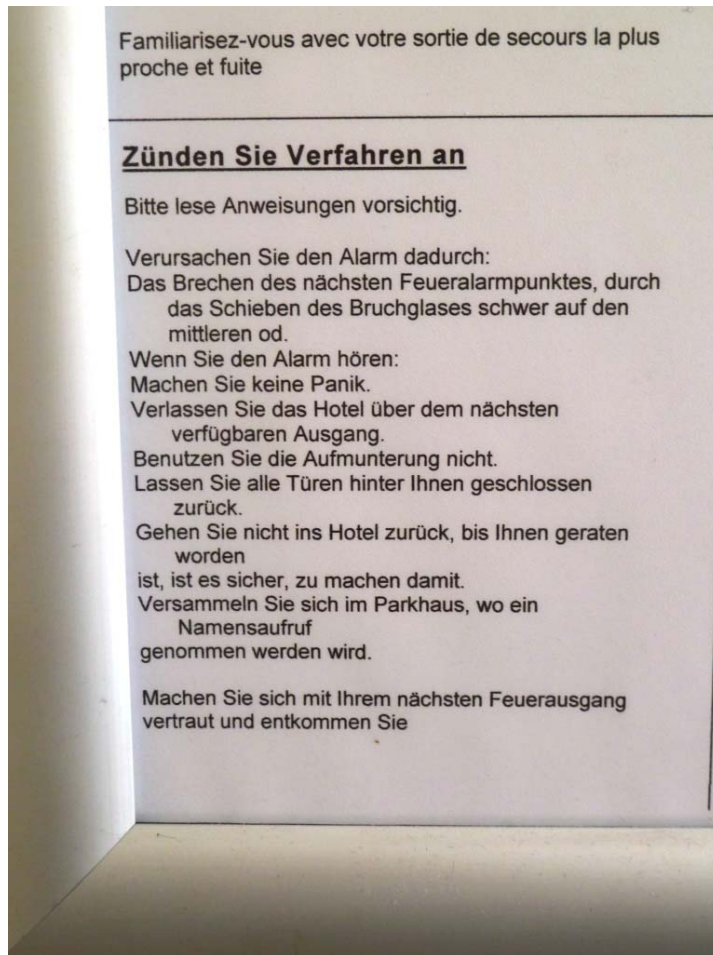 Familiarisez-vous avec votre sortie de secours la plus
proche et fuite
Zünden Sie Verfahren an
Bitte lese Anweisungen vorsichtig.
Verursachen Sie den Alarm dadurch:
Das Brechen des nächsten Feueralarmpunktes, durch
das Schieben des Bruchglases schwer auf den
mittleren od.
Wenn Sie den Alarm hören:
Machen Sie keine Panik.
Verlassen Sie das Hotel über dem nächsten
verfügbaren Ausgang.
Benutzen Sie die Aufmunterung nicht.
Lassen Sie alle Türen hinter Ihnen geschlossen
zurück.
Gehen Sie nicht ins Hotel zurück, bis Ihnen geraten
worden
ist, ist es sicher, zu machen damit.
Versammeln Sie sich im Parkhaus, wo ein
Namensaufruf
genommen werden wird.
Machen Sie sich mit Ihrem nächsten Feuerausgang
vertraut und entkommen Sie